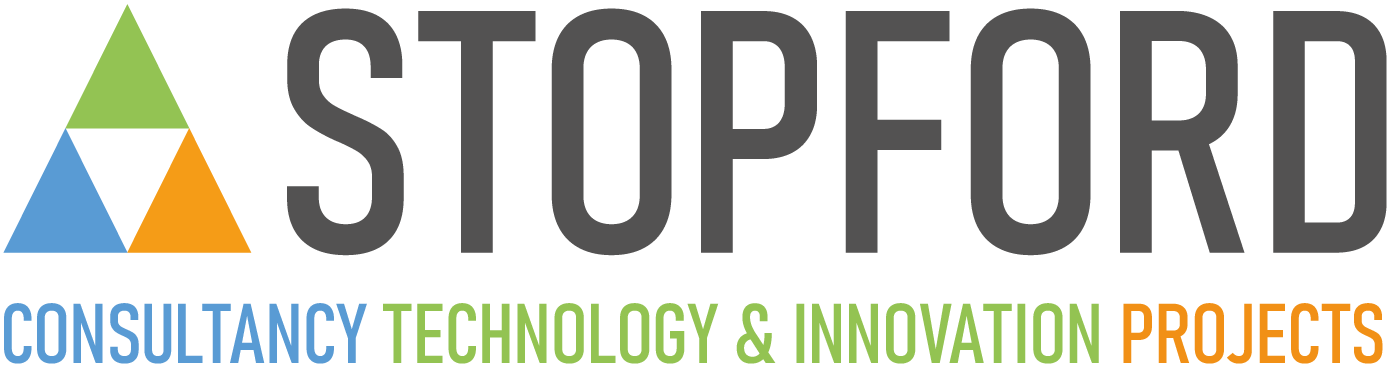 STOPFORD
CONSULTANCY TECHNOLOGY & INNOVATION PROJECTS